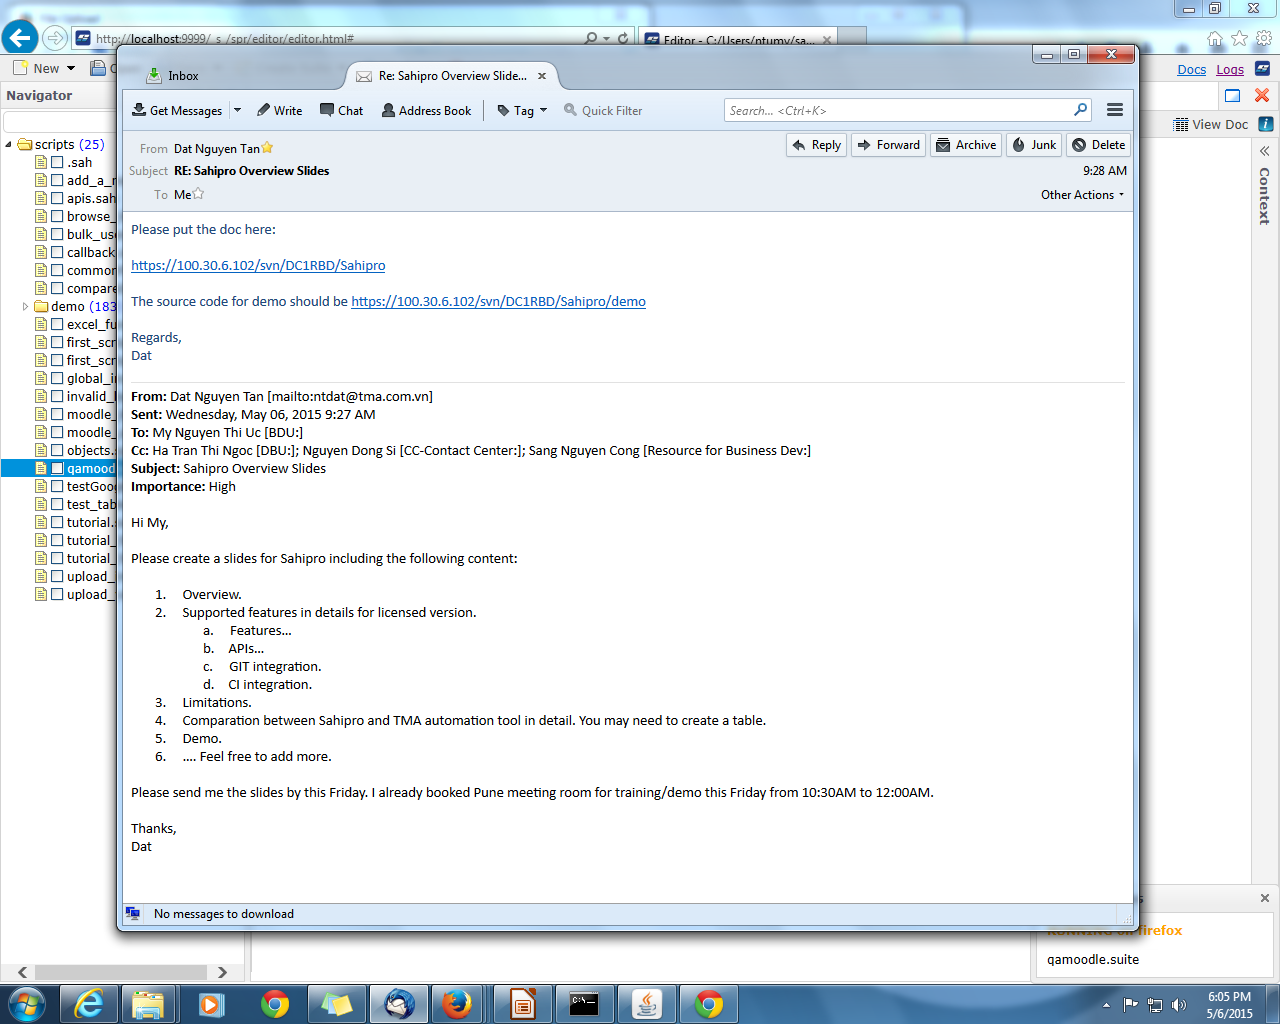 http://localhost:9999/_s_/spr/editor/editor.html#
Editor - C:/Users/ntumy/sa...
New
Docs
Logs
Navigator
View Doc
Context
scripts (25)
.sah
add_a_
apis.sah
browse_
bulk_us
callback
common
compare
demo (183
excel_fu
first_scr
first_scr
global_in
invalid_
moodle_
moodle_
objects.
qamood
testGoo
test_tab
tutorial.
tutorial_
tutorial_
upload_
upload_
Inbox
Re: Sahipro Overview Slide...
Get Messages
Write
Chat
Address Book
Tag
Quick Filter
Search... <Ctrl+K>
From Dat Nguyen Tan
Reply
Forward
Archive
Junk
Delete
Subject RE: Sahipro Overview Slides
9:28 AM
To Me
Other Actions
Please put the doc here:
https://100.30.6.102/svn/DC1RBD/Sahipro
The source code for demo should be https://100.30.6.102/svn/DC1RBD/Sahipro/demo
Regards,
Dat
From: Dat Nguyen Tan [mailto:ntdat@tma.com.vn]
Sent: Wednesday, May 06, 2015 9:27 AM
To: My Nguyen Thi Uc [BDU:]
Cc: Ha Tran Thi Ngoc [DBU:]; Nguyen Dong Si [CC-Contact Center:]; Sang Nguyen Cong [Resource for Business Dev:]
Subject: Sahipro Overview Slides
Importance: High
Hi My,
Please create a slides for Sahipro including the following content:
1. Overview.
2. Supported features in details for licensed version.
a. Features...
b. APIs...
c. GIT integration.
d. CI integration.
3. Limitations.
4. Comparation between Sahipro and TMA automation tool in detail. You may need to create a table.
5. Demo.
6. .... Feel free to add more.
Please send me the slides by this Friday. I already booked Pune meeting room for training/demo this Friday from 10:30AM to 12:00AM.
Thanks,
Dat
No messages to download
RUNNING on firefox
qamoodle.suite
C:\.
6:05 PM
5/6/2015